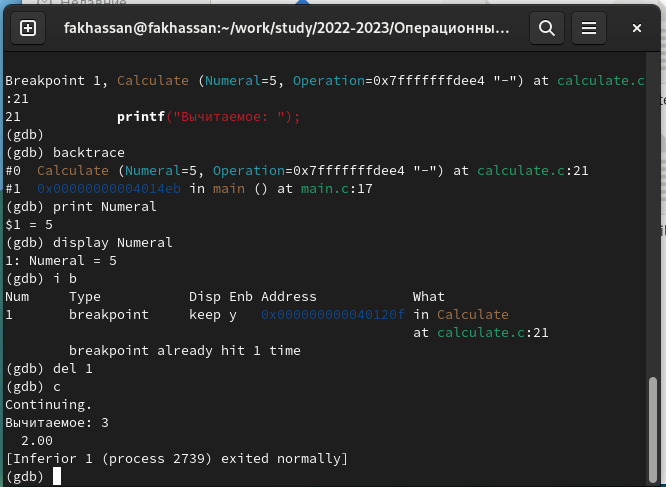 fakhassan@fakhassan:~/work/study/2022-2023/Операционны...
Breakpoint 1, Calculate (Numeral=5, Operation=0x7fffffffdee4 "-") at calculate.c
:21
21 printf("Вычитаемое: ");
(gdb)
(gdb) backtrace
#0 Calculate (Numeral=5, Operation=0x7fffffffdee4 "-") at calculate.c:21
#1 0x00000000004014eb in main () at main.c:17
(gdb) print Numeral
$1 = 5
(gdb) display Numeral
1: Numeral = 5
(gdb) i b
Num Type Disp Enb Address What
1 breakpoint keep y 0x000000000040120f in Calculate
at calculate.c:21
breakpoint already hit 1 time
(gdb) del 1
(gdb) c
Continuing.
Вычитаемое: 3
2.00
[Inferior 1 (process 2739) exited normally]
(gdb)